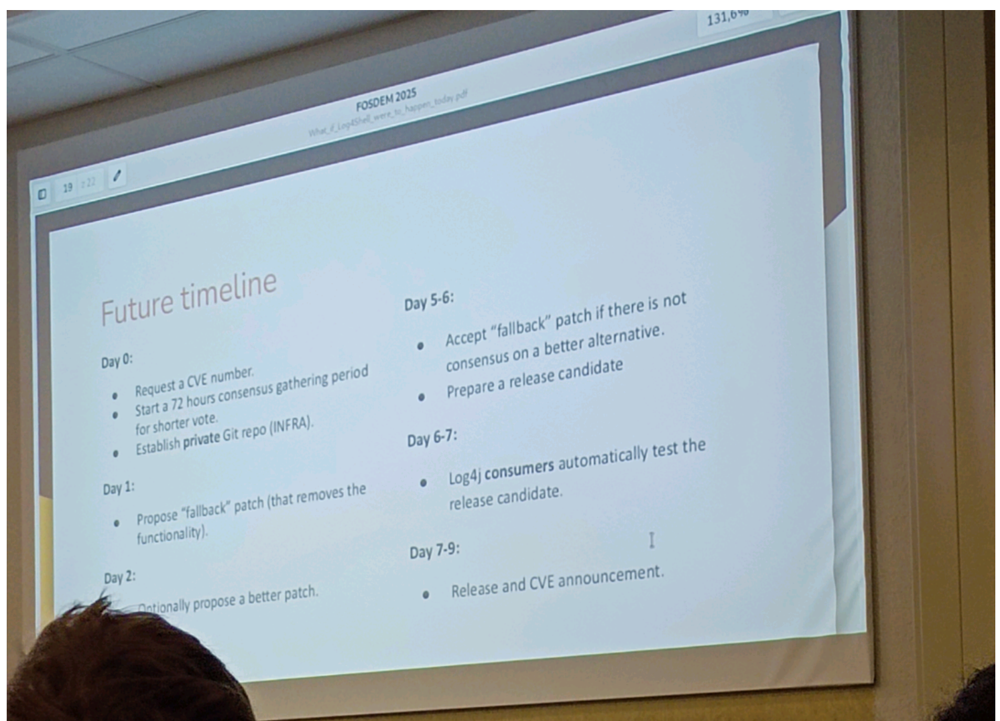 131,6%
FOSDEM 2025
What_if_Log4Shell_were_to_happen_today.pdf
19 z 22
Future timeline
Day 0:
● Request a CVE number.
● Start a 72 hours consensus gathering period
for shorter vote.
● Establish private Git repo (INFRA).
Day 1:
● Propose “fallback” patch (that removes the
functionality).
Day 2:
Optionally propose a better patch.
Day 5-6:
● Accept “fallback” patch if there is not
consensus on a better alternative.
● Prepare a release candidate
Day 6-7:
● Log4j consumers automatically test the
release candidate.
Day 7-9:
● Release and CVE announcement.